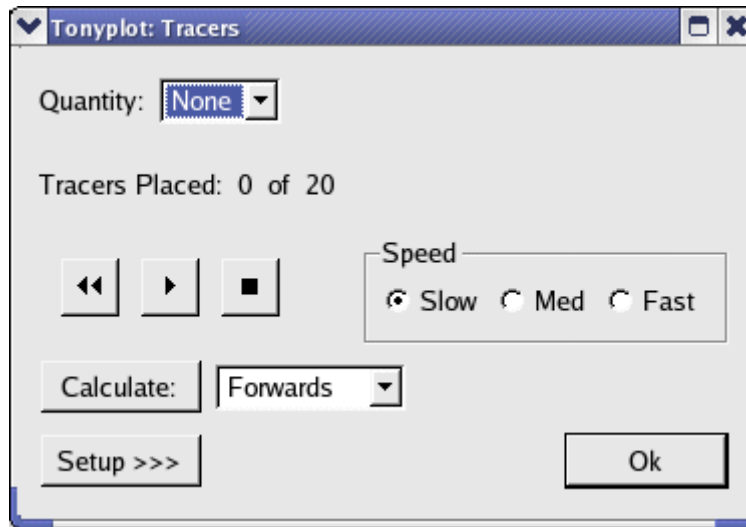 Tonyplot: Tracers
Quantity: None
Tracers Placed: 0 of 20
Speed
Slow Med Fast
Calculate: Forwards
Setup >>>
Ok